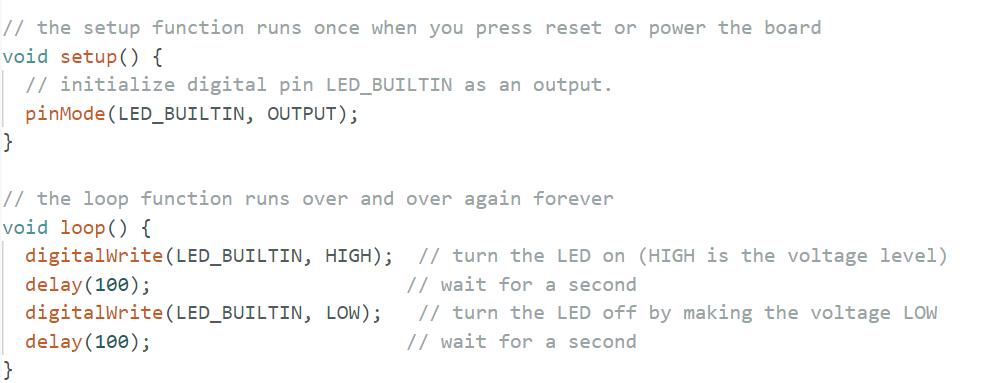 // the setup function runs once when you press reset or power the board
void setup() {
  // initialize digital pin LED_BUILTIN as an output.
  pinMode(LED_BUILTIN, OUTPUT);
}

// the loop function runs over and over again forever
void loop() {
  digitalWrite(LED_BUILTIN, HIGH);  // turn the LED on (HIGH is the voltage level)
  delay(100);                      // wait for a second
  digitalWrite(LED_BUILTIN, LOW);   // turn the LED off by making the voltage LOW
  delay(100);                      // wait for a second
}